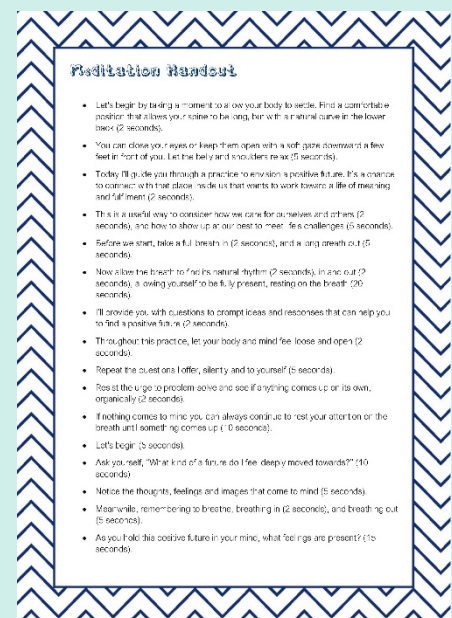 Meditation Handout
• Let's begin by taking a moment to allow your body to settle. Find a comfortable
position that allows your spine to be long, but with a natural curve in the lower
back (2 seconds).
• You can close your eyes or keep them open with a soft gaze downward a few
feet in front of you. Let the belly and shoulders relax (5 seconds).
• Today I'll guide you through a practice to envision a positive future. It's a chance
to connect with that place inside us that wants to work toward a life of meaning
and fulfilment (2 seconds).
• This is a useful way to consider how we care for ourselves and others (2
seconds), and how to show up at our best to meet life's challenges (5 seconds).
• Before we start, take a full breath in (2 seconds), and a long breath out (5
seconds).
• Now allow the breath to find its natural rhythm (2 seconds), in and out (2
seconds), allowing yourself to be fully present, resting on the breath (20
seconds).
• I'll provide you with questions to prompt ideas and responses that can help you
to find a positive future (2 seconds).
• Throughout this practice, let your body and mind feel loose and open (2
seconds).
• Repeat the questions I offer, silently and to yourself (5 seconds).
• Resist the urge to problem-solve and see if anything comes up on its own,
organically (2 seconds).
• If nothing comes to mind you can always continue to rest your attention on the
breath until something comes up (10 seconds).
• Let's begin (5 seconds).
• Ask yourself, "What kind of a future do I feel deeply moved towards?" (10
seconds)
• Notice the thoughts, feelings and images that come to mind (5 seconds).
• Meanwhile, remembering to breathe, breathing in (2 seconds), and breathing out
(5 seconds).
• As you hold this positive future in your mind, what feelings are present? (15
seconds).